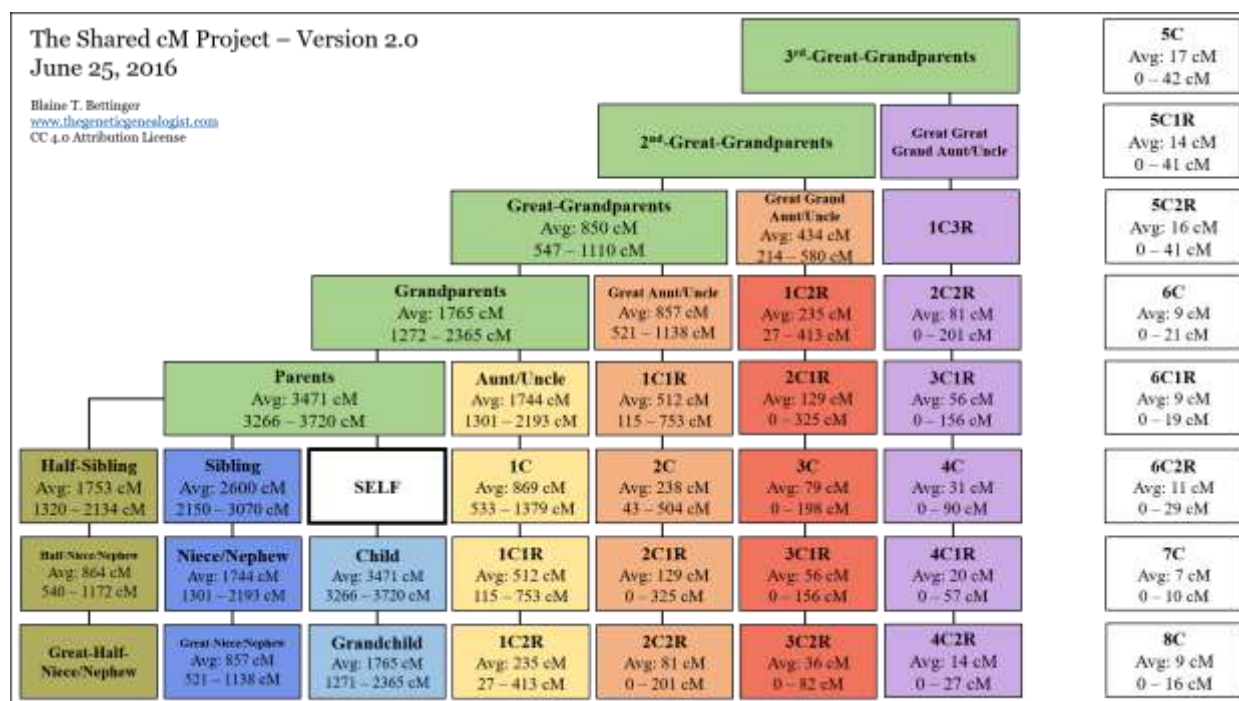 The Shared cM Project – Version 2.0
June 25, 2016
Blaine T. Bettinger
www.thegeneticgenealogist.com
CC 4.0 Attribution License
3rd-Great-Grandparents
5C
Avg: 17 cM
0 – 42 cM
2nd-Great-Grandparents
Great Great
Grand Aunt/Uncle
5C1R
Avg: 14 cM
0 – 41 cM
Great-Grandparents
Avg: 850 cM
547 – 1110 cM
Great Grand
Aunt/Uncle
Avg: 434 cM
214 – 580 cM
1C3R
5C2R
Avg: 16 cM
0 – 41 cM
Grandparents
Avg: 1765 cM
1272 – 2365 cM
Great Aunt/Uncle
Avg: 857 cM
521 – 1138 cM
1C2R
Avg: 235 cM
27 – 413 cM
2C2R
Avg: 81 cM
0 – 201 cM
6C
Avg: 9 cM
0 – 21 cM
Parents
Avg: 3471 cM
3266 – 3720 cM
Aunt/Uncle
Avg: 1744 cM
1301 – 2193 cM
1C1R
Avg: 512 cM
115 – 753 cM
2C1R
Avg: 129 cM
0 – 325 cM
3C1R
Avg: 56 cM
0 – 156 cM
6C1R
Avg: 9 cM
0 – 19 cM
Half-Sibling
Avg: 1753 cM
1320 – 2134 cM
Sibling
Avg: 2600 cM
2150 – 3070 cM
SELF
1C
Avg: 869 cM
533 – 1379 cM
2C
Avg: 238 cM
43 – 504 cM
3C
Avg: 79 cM
0 – 198 cM
4C
Avg: 31 cM
0 – 90 cM
6C2R
Avg: 11 cM
0 – 29 cM
Half-Niece/Nephew
Avg: 864 cM
540 – 1172 cM
Niece/Nephew
Avg: 1744 cM
1301 – 2193 cM
Child
Avg: 3471 cM
3266 – 3720 cM
1C1R
Avg: 512 cM
115 – 753 cM
2C1R
Avg: 129 cM
0 – 325 cM
3C1R
Avg: 56 cM
0 – 156 cM
4C1R
Avg: 20 cM
0 – 57 cM
7C
Avg: 7 cM
0 – 10 cM
Great-Half-
Niece/Nephew
Great-Niece/Nephew
Avg: 857 cM
521 – 1138 cM
Grandchild
Avg: 1765 cM
1271 – 2365 cM
1C2R
Avg: 235 cM
27 – 413 cM
2C2R
Avg: 81 cM
0 – 201 cM
3C2R
Avg: 36 cM
0 – 82 cM
4C2R
Avg: 14 cM
0 – 27 cM
8C
Avg: 9 cM
0 – 16 cM